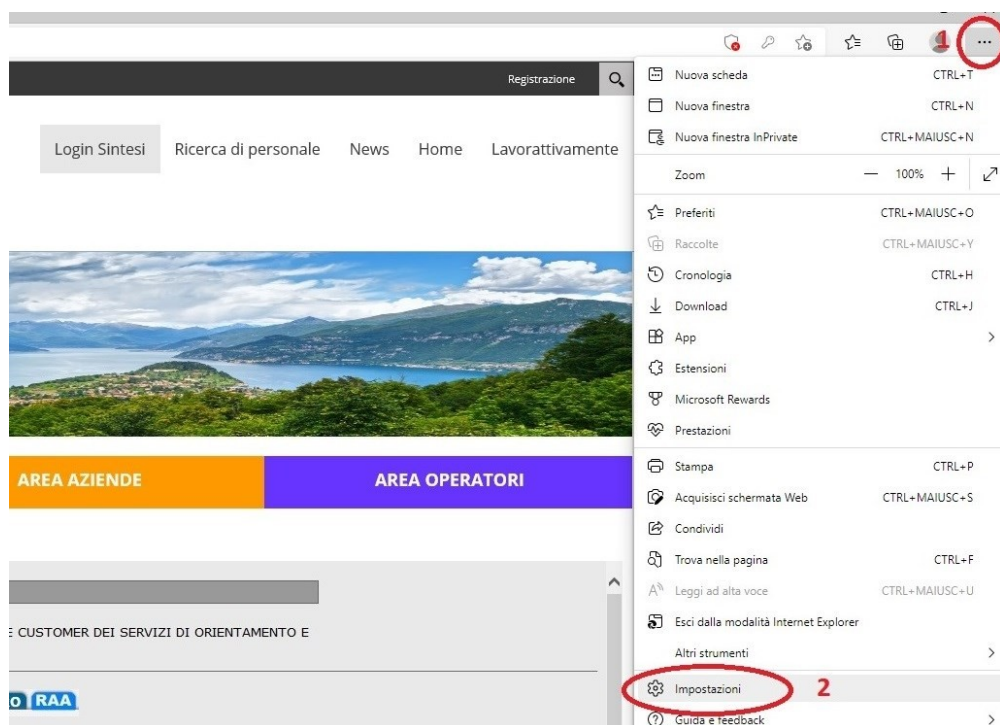 1
...
Registrazione
Login Sintesi Ricerca di personale News Home Lavorattivamente
AREA AZIENDE AREA OPERATORI
E CUSTOMER DEI SERVIZI DI ORIENTAMENTO E
O RAA
Nuova scheda CTRL+T
Nuova finestra CTRL+N
Nuova finestra InPrivate CTRL+MAIUSC+N
Zoom — 100% +
Preferiti CTRL+MAIUSC+O
Raccolte CTRL+MAIUSC+Y
Cronologia CTRL+H
Download CTRL+J
App
Estensioni
Microsoft Rewards
Prestazioni
Stampa CTRL+P
Acquisisci schermata Web CTRL+MAIUSC+S
Condividi
Trova nella pagina CTRL+F
Leggi ad alta voce CTRL+MAIUSC+U
Esci dalla modalità Internet Explorer
Altri strumenti
Impostazioni 2
Guida e feedback